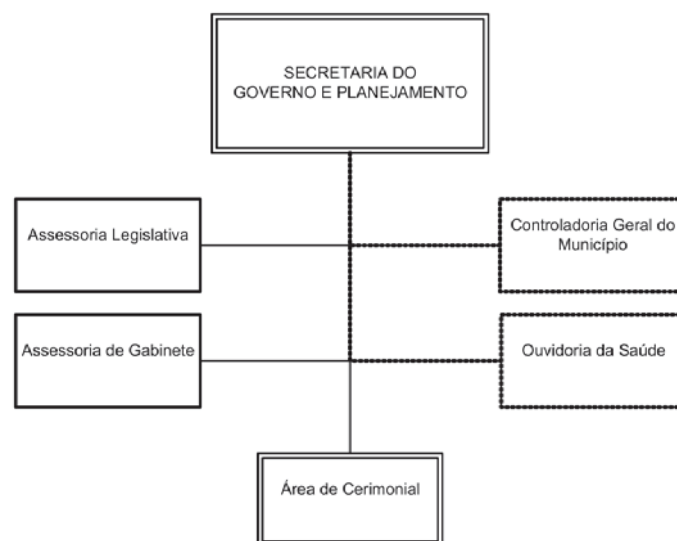 SECRETARIA DO
GOVERNO E PLANEJAMENTO
Assessoria Legislativa
Controladoria Geral do
Município
Assessoria de Gabinete
Ouvidoria da Saúde
Área de Cerimonial